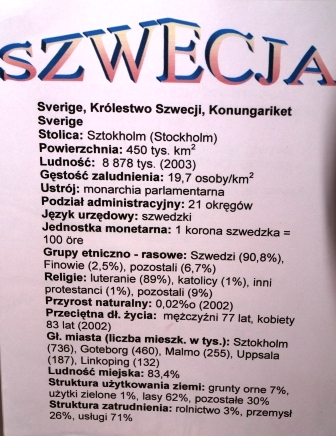 SZWECJA
Sverige, Królestwo Szwecji, Konungariket
Sverige
Stolica: Sztokholm (Stockholm)
Powierzchnia: 450 tys. km²
Ludność: 8 878 tys. (2003)
Gęstość zaludnienia: 19,7 osoby/km²
Ustrój: monarchia parlamentarna
Podział administracyjny: 21 okręgów
Język urzędowy: szwedzki
Jednostka monetarna: 1 korona szwedzka =
100 öre
Grupy etniczno - rasowe: Szwedzi (90,8%),
Finowie (2,5%), pozostali (6,7%)
Religie: luteranie (89%), katolicy (1%), inni
protestanci (1%), pozostali (9%)
Przyrost naturalny: 0,02%o (2002)
Przeciętna dł. życia: mężczyźni 77 lat, kobiety
83 lat (2002)
Gł. miasta (liczba mieszk. w tys.): Sztokholm
(736), Goteborg (460), Malmo (255), Uppsala
(187), Linkoping (132)
Ludność miejska: 83,4%
Struktura użytkowania ziemi: grunty orne 7%,
użytki zielone 1%, lasy 62%, pozostałe 30%
Struktura zatrudnienia: rolnictwo 3%, przemysł
26%, usługi 71%